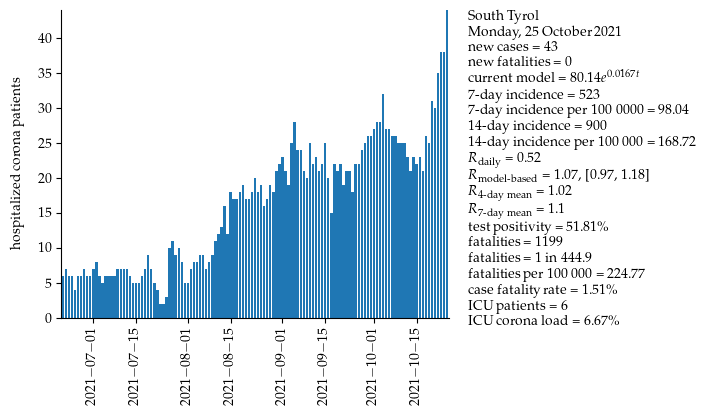 hospitalized corona patients
40
35
30
25
20
15
10
5
0
2021−07−01
2021−07−15
2021−08−01
2021−08−15
2021−09−01
2021−09−15
2021−10−01
2021−10−15
South Tyrol
Monday, 25 October 2021
new cases = 43
new fatalities = 0
current model = 80.14e^0.0167t
7-day incidence = 523
7-day incidence per 100 0000 = 98.04
14-day incidence = 900
14-day incidence per 100 000 = 168.72
R_daily = 0.52
R_model-based = 1.07, [0.97, 1.18]
R_4-day mean = 1.02
R_7-day mean = 1.1
test positivity = 51.81%
fatalities = 1199
fatalities = 1 in 444.9
fatalities per 100 000 = 224.77
case fatality rate = 1.51%
ICU patients = 6
ICU corona load = 6.67%